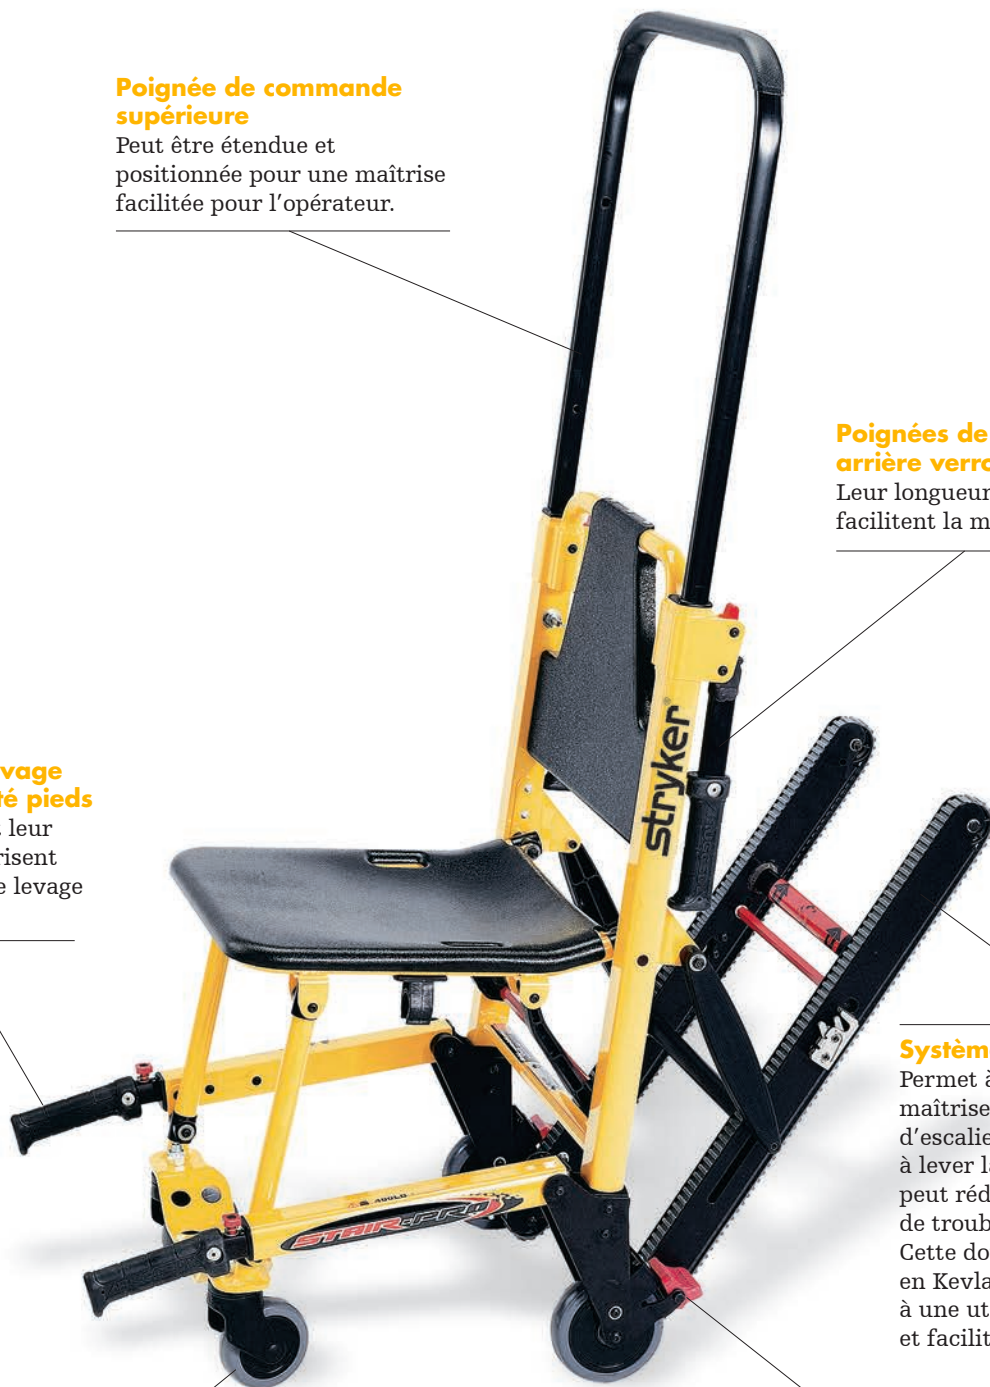 Poignée de commande
supérieure
Peut être étendue et
positionnée pour une maîtrise
facilitée pour l'opérateur.
Poignées de
arrière verro
Leur longueur
facilitent la m
vage
té pieds
t leur
risent
e levage
stryker
Systèm
Permet à
maîtrise
d'escalie
à lever la
peut réd
de troub
Cette do
en Kevla
à une ut
et facilit
STAIR-PRO